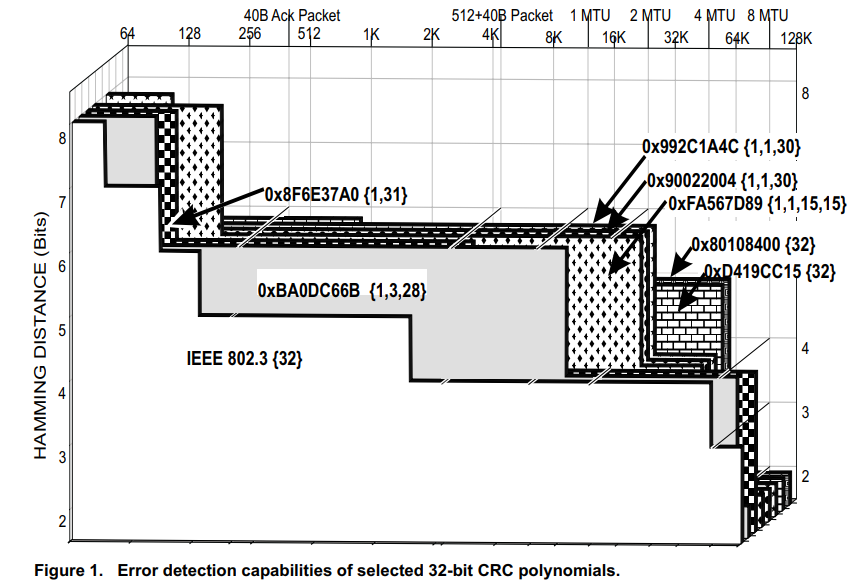 40B Ack Packet 512+40B Packet 1 MTU 2 MTU 4 MTU 8 MTU
64 128 256 512 1K 2K 4K 8K 16K 32K 64K 128K
8
8
0x992C1A4C {1,1,30}
0x90022004 {1,1,30}
0x8F6E37A0 {1,31}
7
0xFA567D89 {1,1,15,15}
0x80108400 {32}
6
0xD419CC15 {32}
0xBA0DC66B {1,3,28}
5
4
IEEE 802.3 {32}
4
3
3
2
2
HAMMING DISTANCE (Bits)
Figure 1. Error detection capabilities of selected 32-bit CRC polynomials.